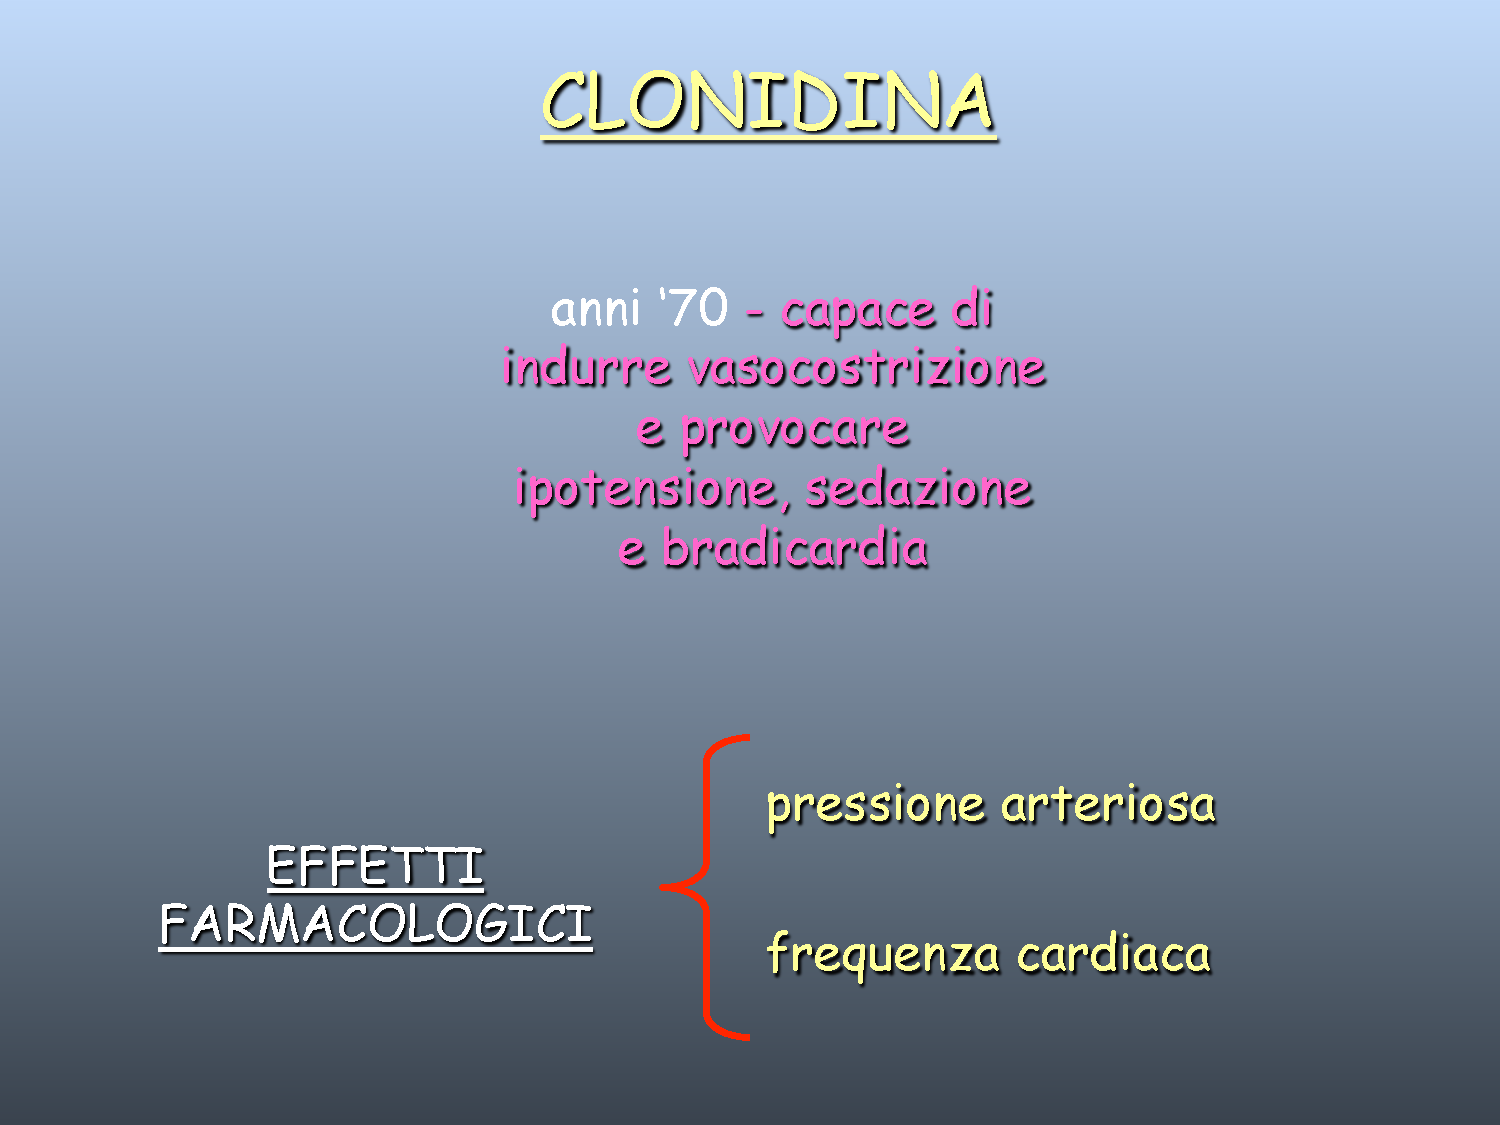 CLONIDINA
anni '70 - capace di
indurre vasocostrizione
e provocare
ipotensione, sedazione
e bradicardia
EFFETTI
FARMACOLOGICI
pressione arteriosa
frequenza cardiaca